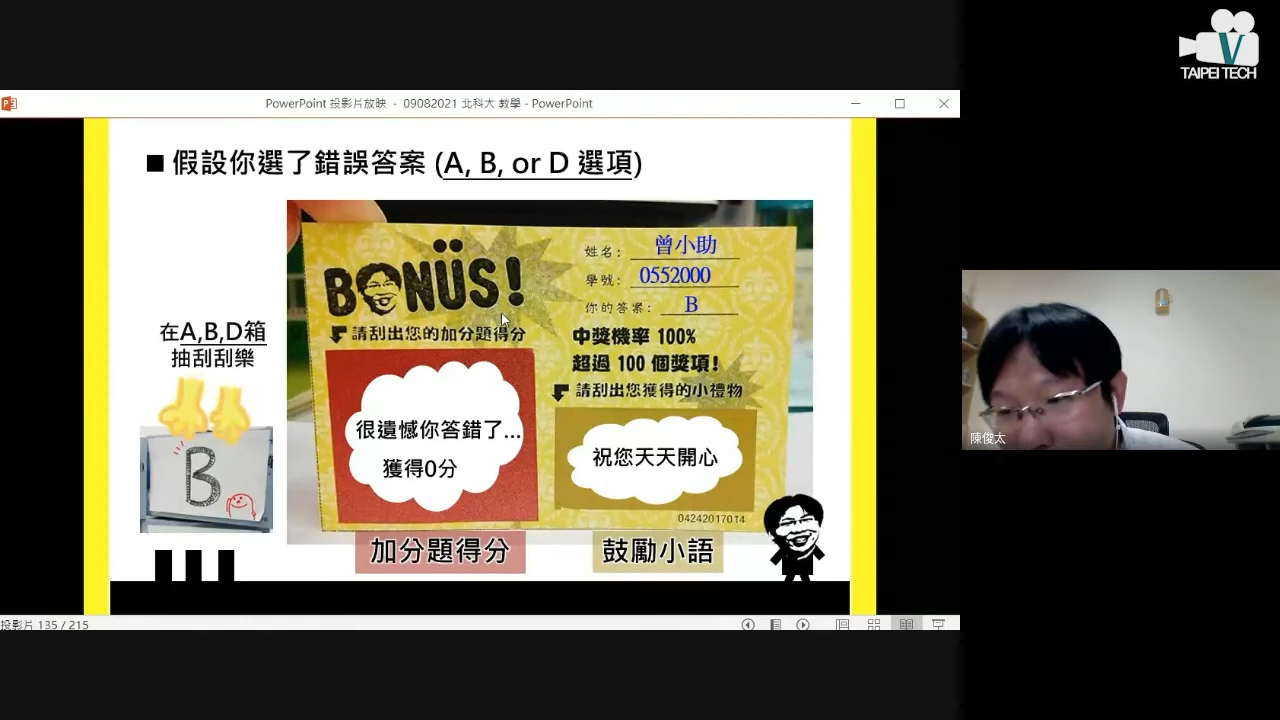 TAIPEI TECH
PowerPoint 投影片放映 - 09082021 北科大 教學 - PowerPoint
■ 假設你選了錯誤答案 (A, B, or D 選項)
BONÜS!
請刮出您的加分題得分
很遺憾你答錯了...
獲得0分
姓名: 曾小助
學號: 0552000
你的答案: B
中獎機率 100%
超過 100 個獎項!
請刮出您獲得的小禮物
祝您天天開心
04242017014
在A,B,D箱
抽刮刮樂
B
加分題得分
鼓勵小語
陳俊太
投影片 135 / 215